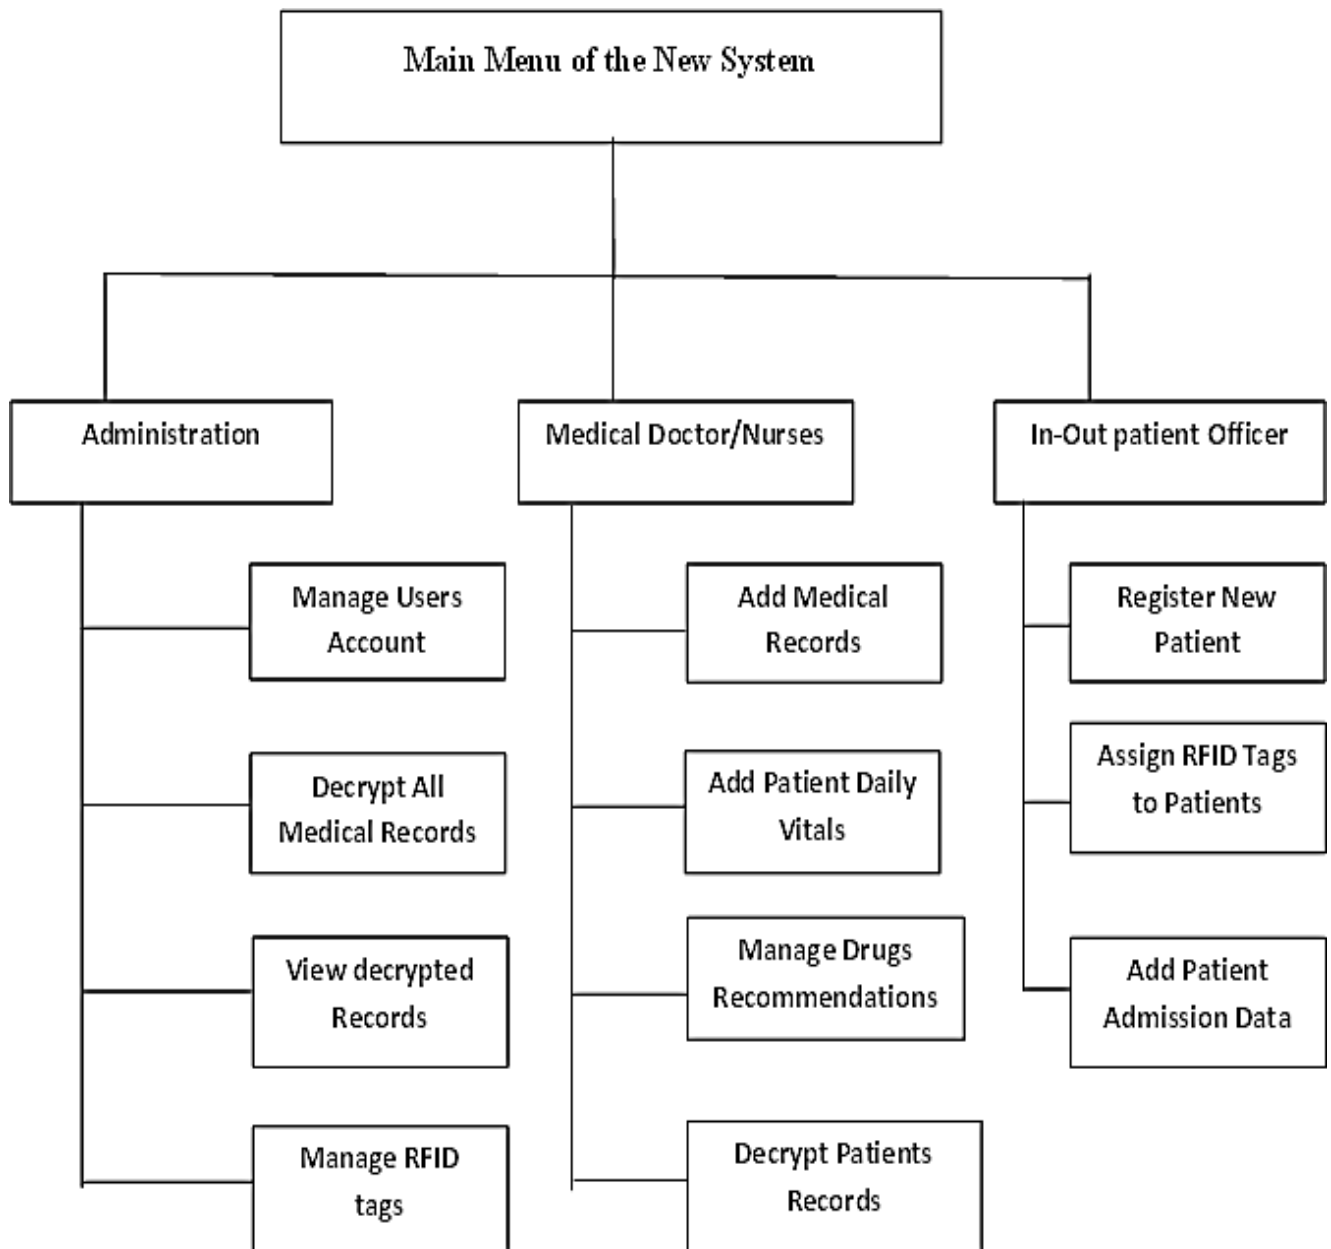 Main Menu of the New System
Administration
Medical Doctor/Nurses
In-Out patient Officer
Manage Users
Account
Decrypt All
Medical Records
View decrypted
Records
Manage RFID
tags
Add Medical
Records
Add Patient Daily
Vitals
Manage Drugs
Recommendations
Decrypt Patients
Records
Register New
Patient
Assign RFID Tags
to Patients
Add Patient
Admission Data